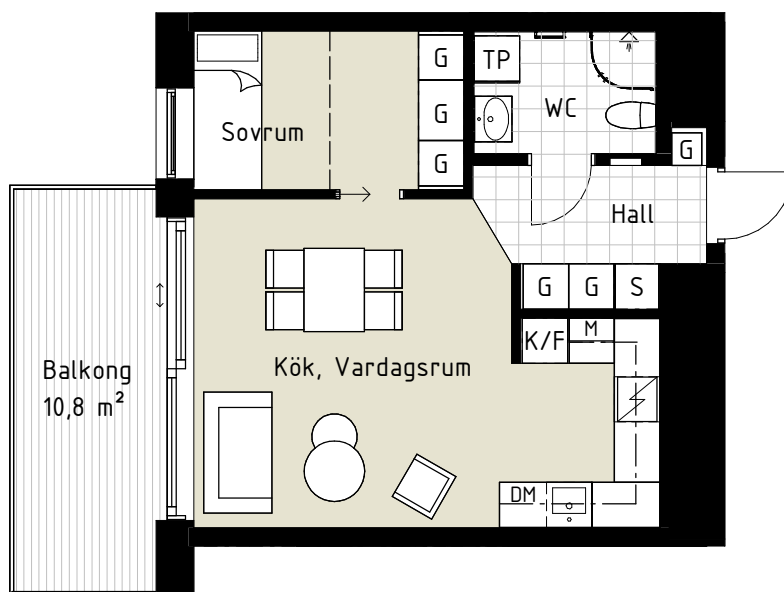 G
TP
WC
G
Sovrum
G
G
Hall
G
G
S
K/F
M
Kök, Vardagsrum
Balkong
10,8 m²
DM